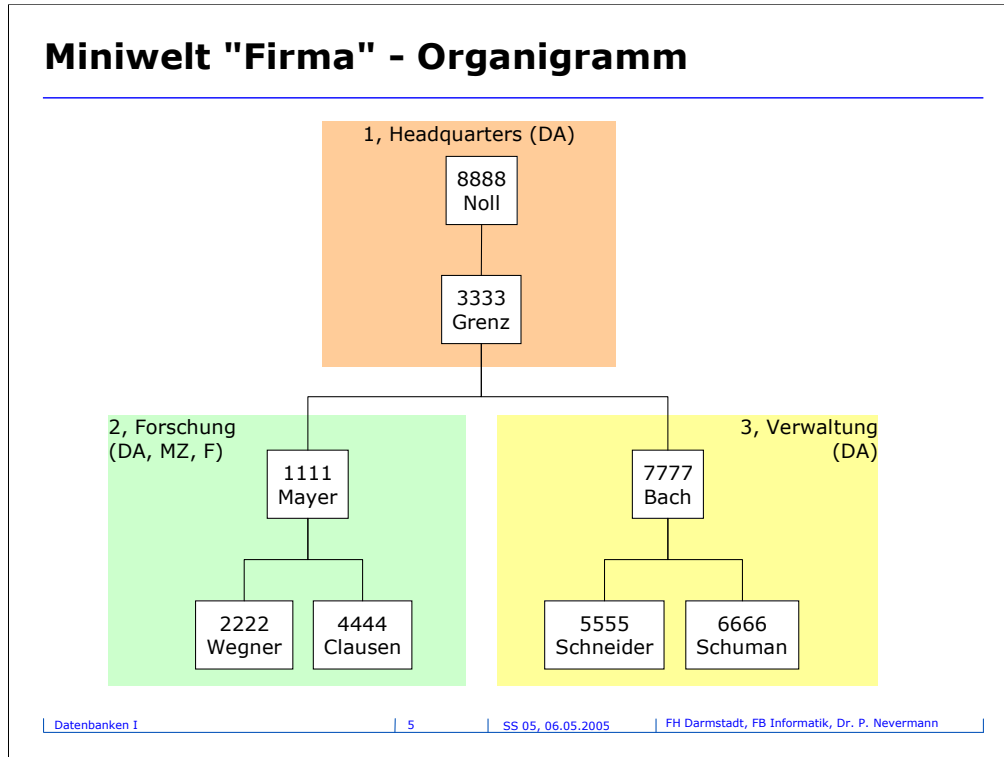 Miniwelt "Firma" - Organigramm
1, Headquarters (DA)
8888
Noll
3333
Grenz
2, Forschung
(DA, MZ, F)
3, Verwaltung
(DA)
1111
Mayer
7777
Bach
2222
Wegner
4444
Clausen
5555
Schneider
6666
Schuman
Datenbanken I
5
SS 05, 06.05.2005
FH Darmstadt, FB Informatik, Dr. P. Nevermann